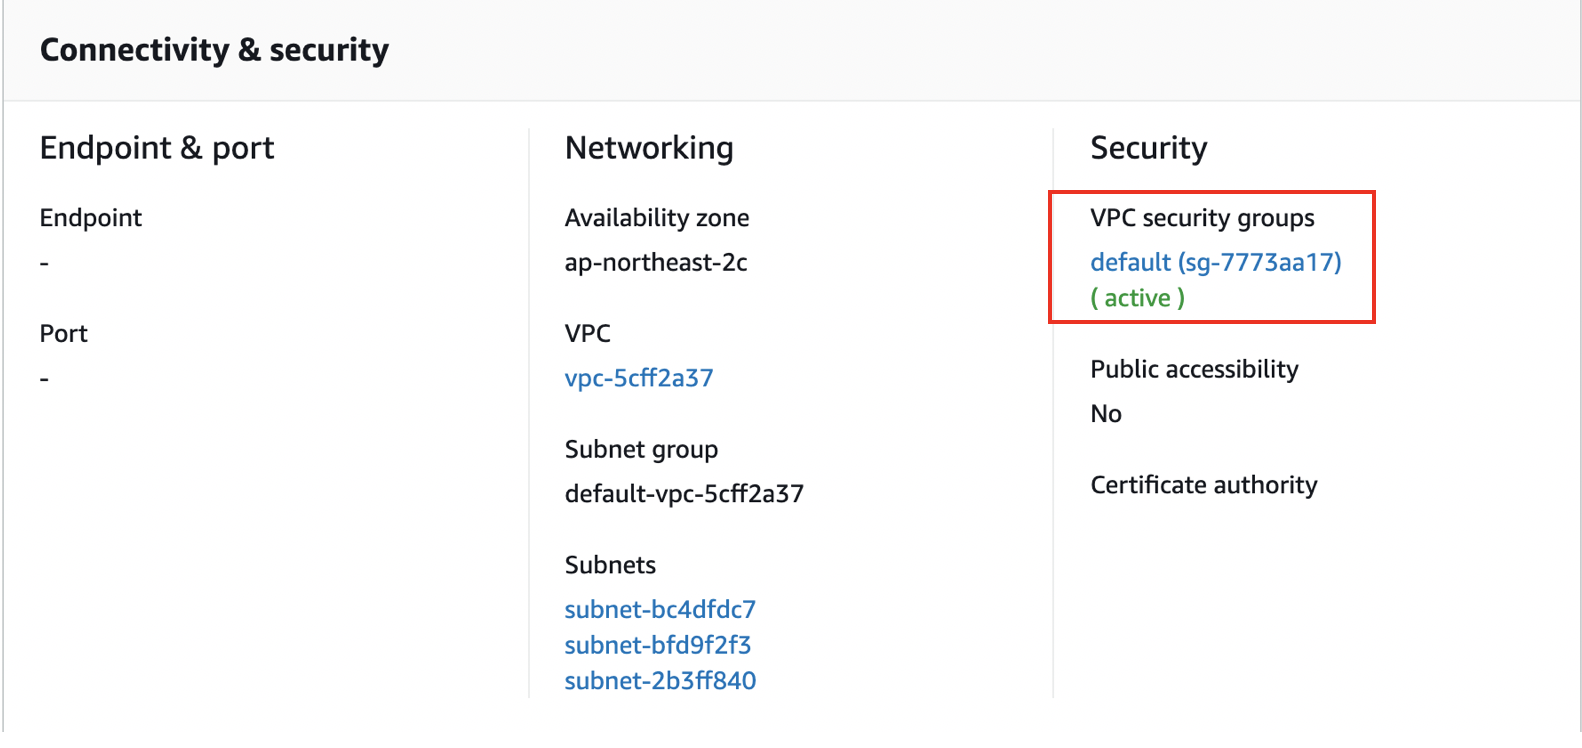 Connectivity & security
Endpoint & port
Endpoint
-
Port
-
Networking
Availability zone
ap-northeast-2c
VPC
vpc-5cff2a37
Subnet group
default-vpc-5cff2a37
Subnets
subnet-bc4dfdc7
subnet-bfd9f2f3
subnet-2b3ff840
Security
VPC security groups
default (sg-7773aa17)
( active )
Public accessibility
No
Certificate authority